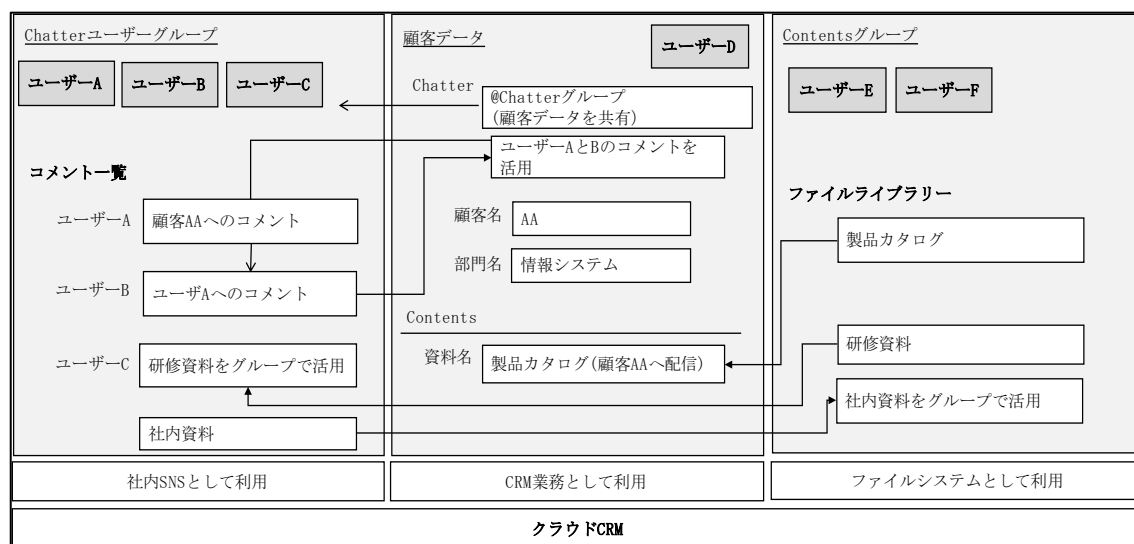 Chatterユーザーグループ
ユーザーA
ユーザーB
ユーザーC
コメント一覧
ユーザーA
顧客AAへのコメント
ユーザーB
ユーザAへのコメント
ユーザーC
研修資料をグループで活用
社内資料
社内SNSとして利用
顧客データ
ユーザーD
Chatter
@Chatterグループ
(顧客データを共有)
ユーザーAとBのコメントを
活用
顧客名
AA
部門名
情報システム
Contents
資料名
製品カタログ(顧客AAへ配信)
CRM業務として利用
Contentsグループ
ユーザーE
ユーザーF
ファイルライブラリー
製品カタログ
研修資料
社内資料をグループで活用
ファイルシステムとして利用
クラウドCRM